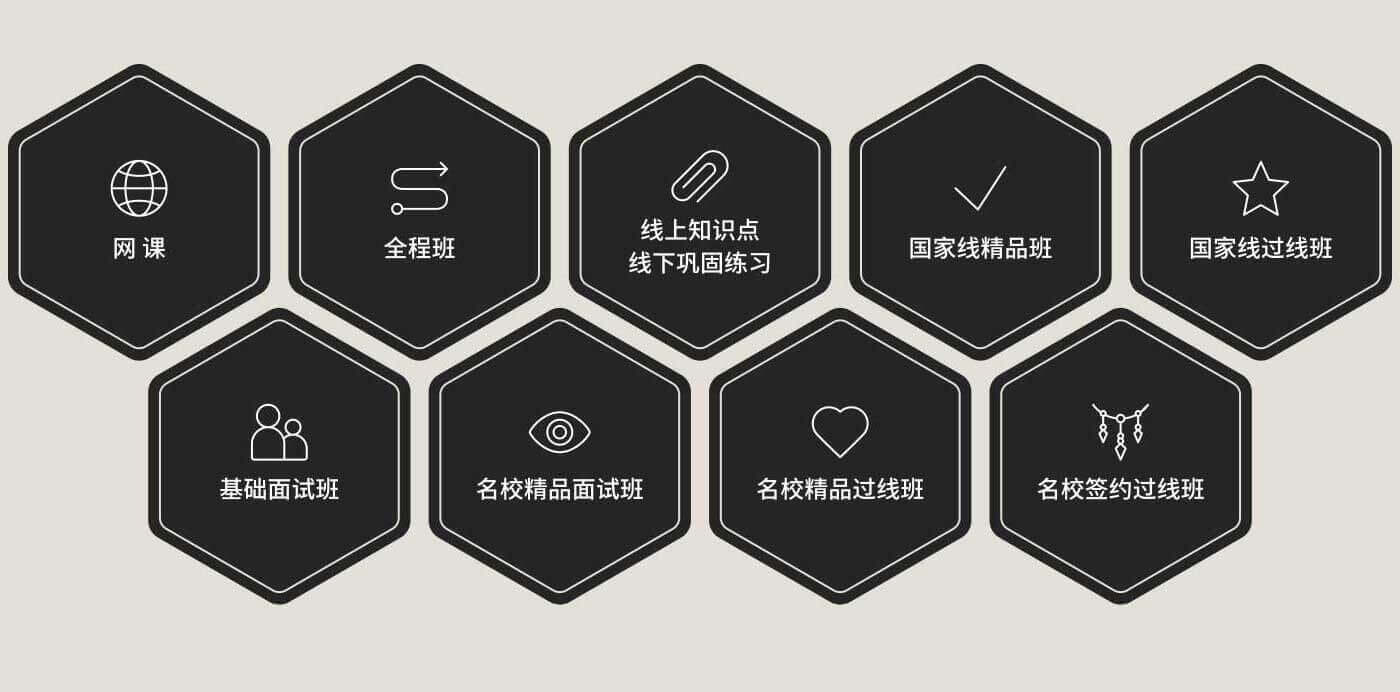 网 课
全程班
线上知识点
线下巩固练习
国家线精品班
国家线过线班
基础面试班
名校精品面试班
名校精品过线班
名校签约过线班